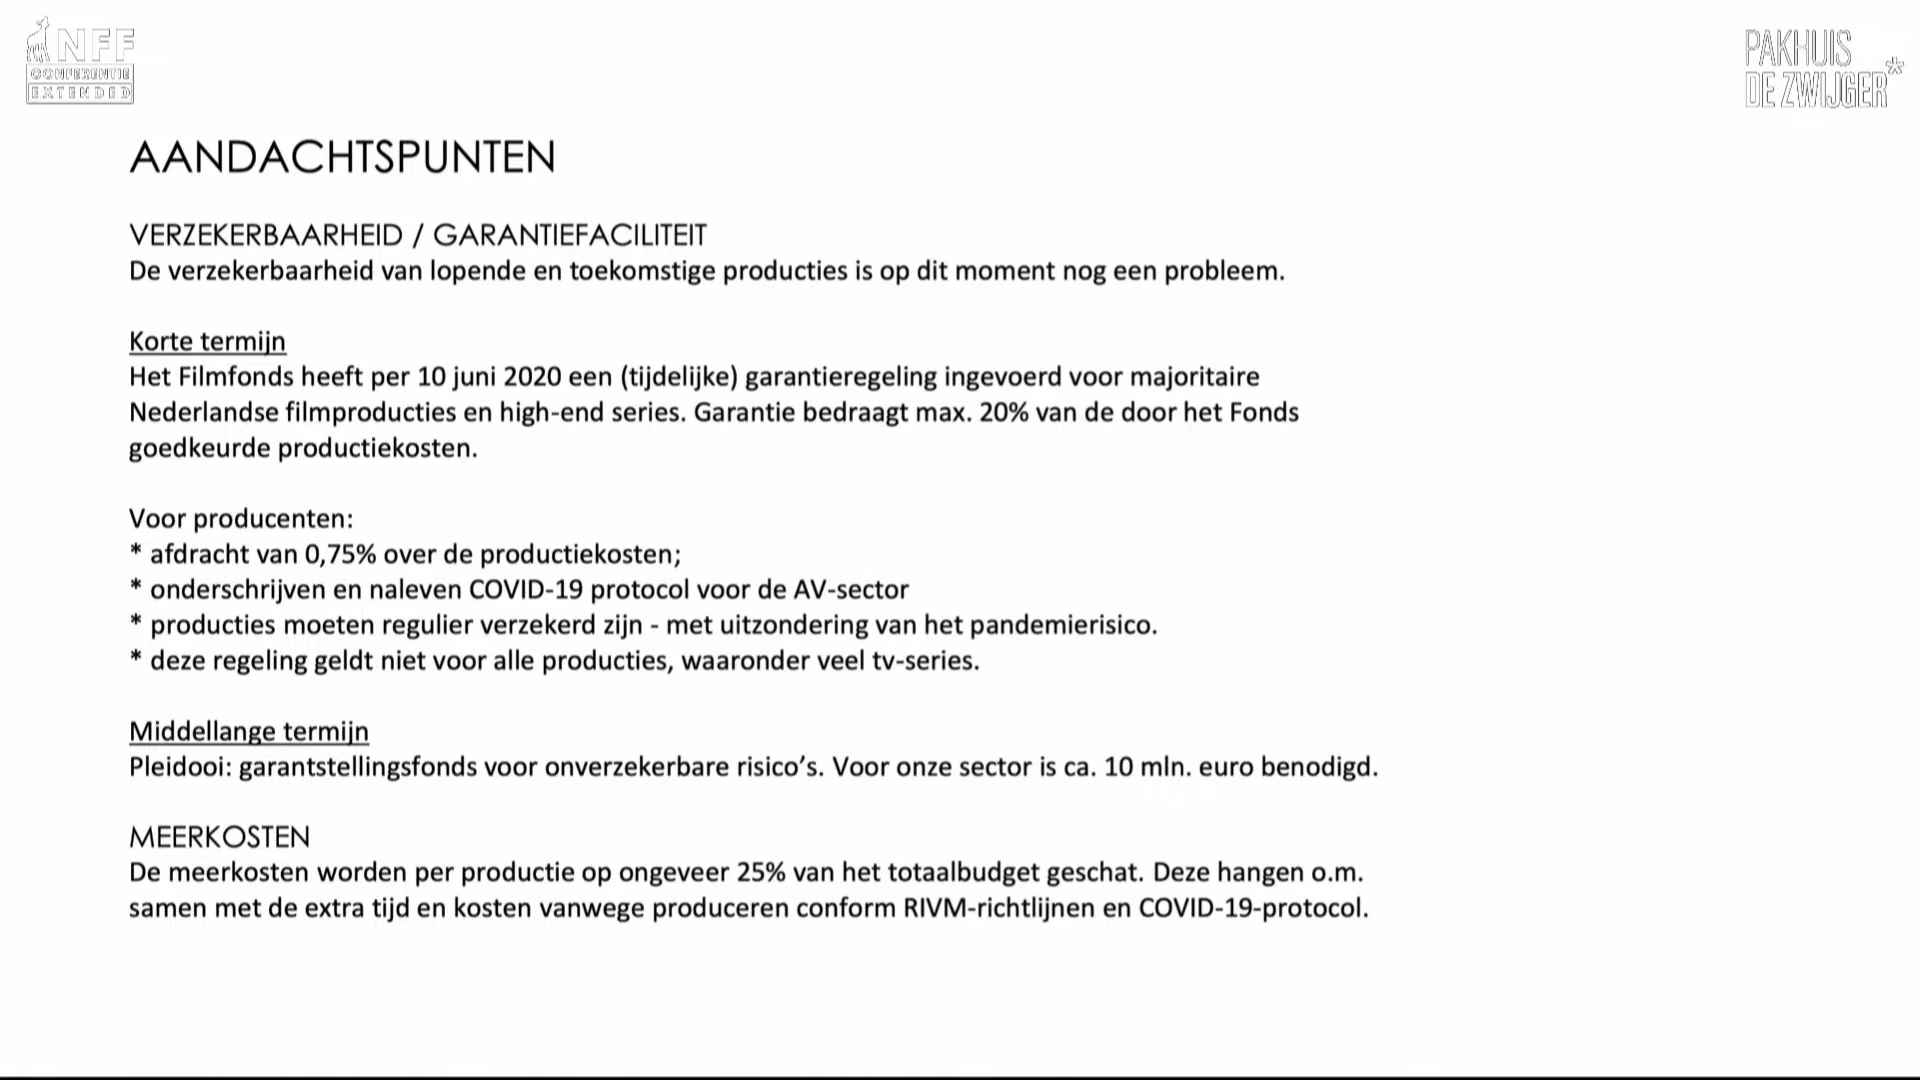 NFF
CONFERENTIE
EXTENDED
PAKHUIS
DE ZWIJGER*
AANDACHTSPUNTEN
VERZEKERBAARHEID / GARANTIEFACILITEIT
De verzekerbaarheid van lopende en toekomstige producties is op dit moment nog een probleem.
Korte termijn
Het Filmfonds heeft per 10 juni 2020 een (tijdelijke) garantieregeling ingevoerd voor majoritaire
Nederlandse filmproducties en high-end series. Garantie bedraagt max. 20% van de door het Fonds
goedkeurde productiekosten.
Voor producenten:
* afdracht van 0,75% over de productiekosten;
* onderschrijven en naleven COVID-19 protocol voor de AV-sector
* producties moeten regulier verzekerd zijn - met uitzondering van het pandemierisico.
* deze regeling geldt niet voor alle producties, waaronder veel tv-series.
Middellange termijn
Pleidooi: garantstellingsfonds voor onverzekerbare risico’s. Voor onze sector is ca. 10 mln. euro benodigd.
MEERKOSTEN
De meerkosten worden per productie op ongeveer 25% van het totaalbudget geschat. Deze hangen o.m.
samen met de extra tijd en kosten vanwege produceren conform RIVM-richtlijnen en COVID-19-protocol.